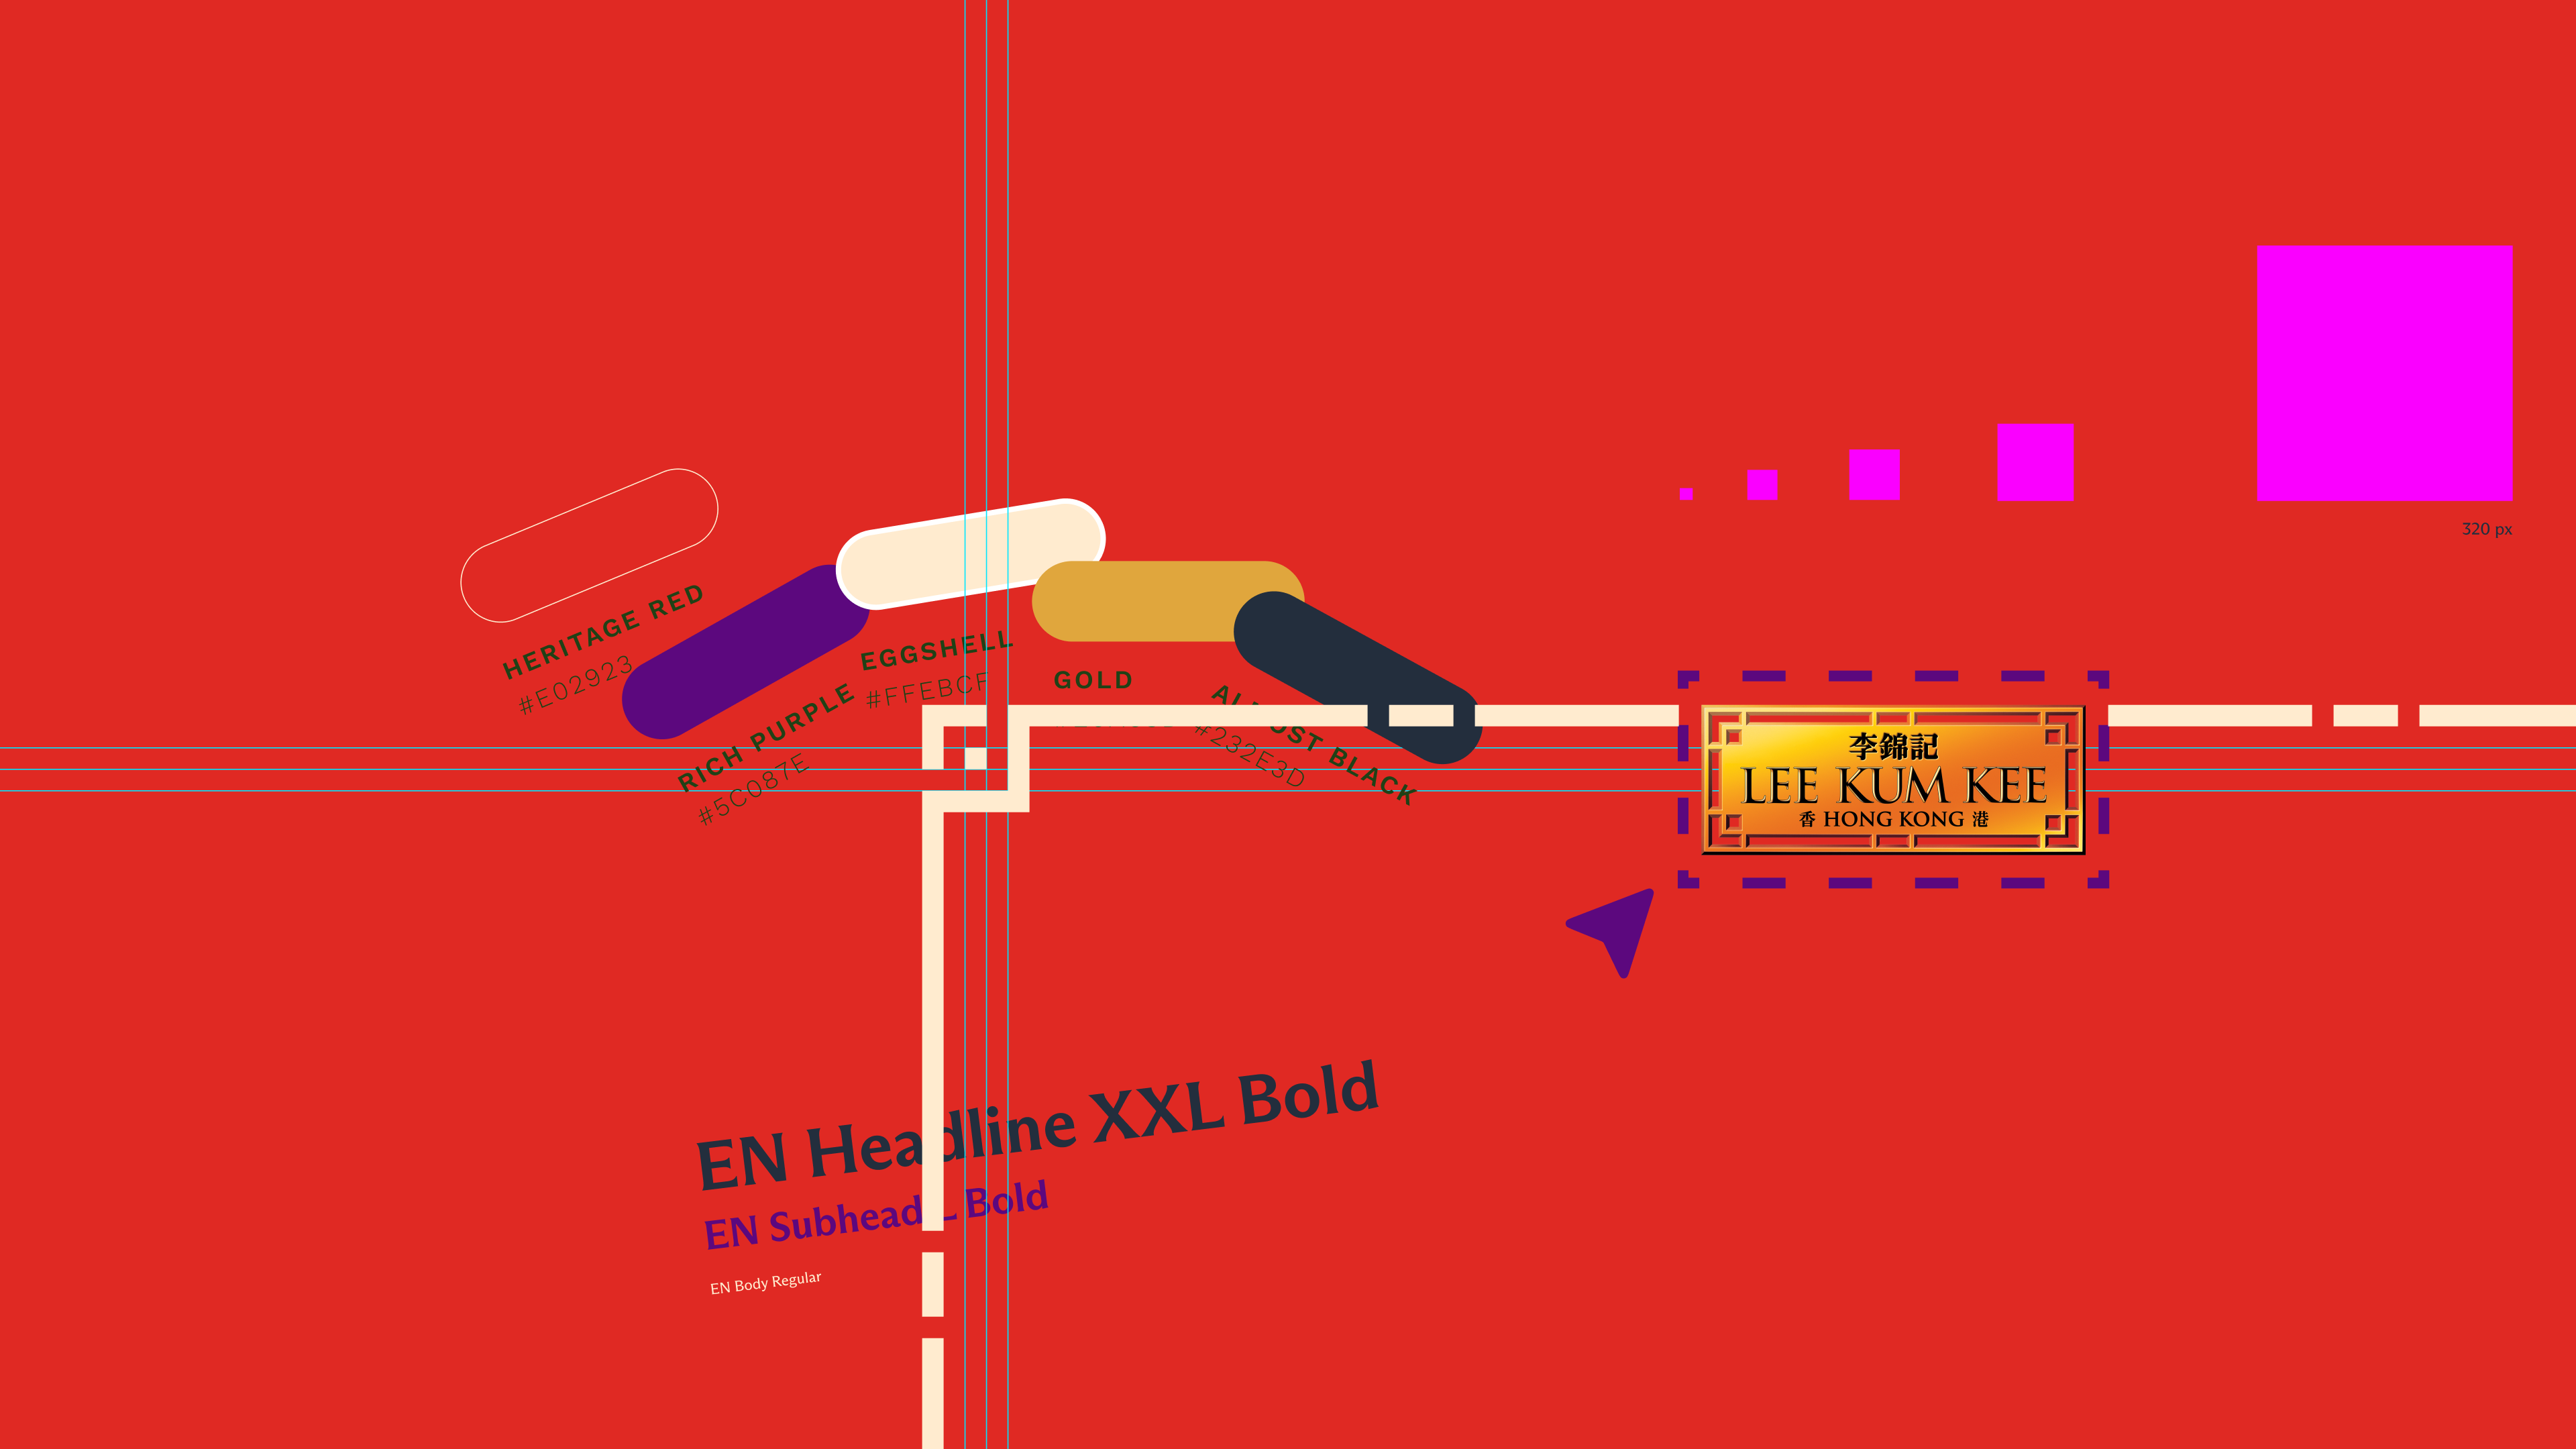 320 px
HERITAGE RED
#E02923
RICH PURPLE
#5C087E
EGGSHELL
#FFEBCF
GOLD
ALMOST BLACK
#232E3D
李錦記
LEE KUM KEE
香 HONG KONG 港
EN Headline XXL Bold
EN Subhead L Bold
EN Body Regular